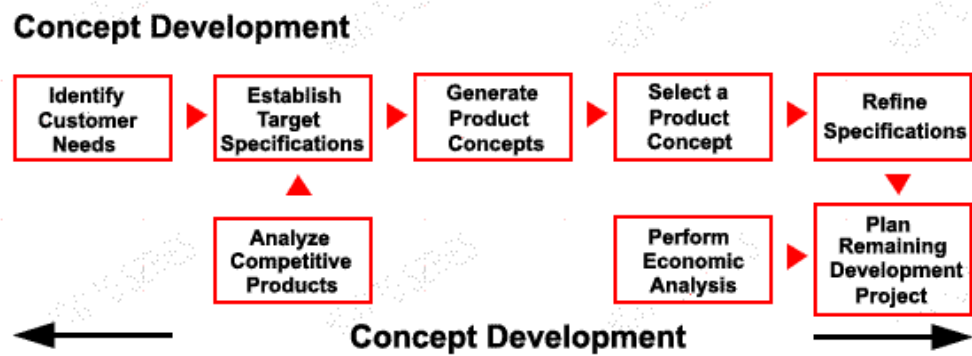 Concept Development
Identify
Customer
Needs
Establish
Target
Specifications
Generate
Product
Concepts
Select a
Product
Concept
Refine
Specifications
Analyze
Competitive
Products
Perform
Economic
Analysis
Plan
Remaining
Development
Project
Concept Development